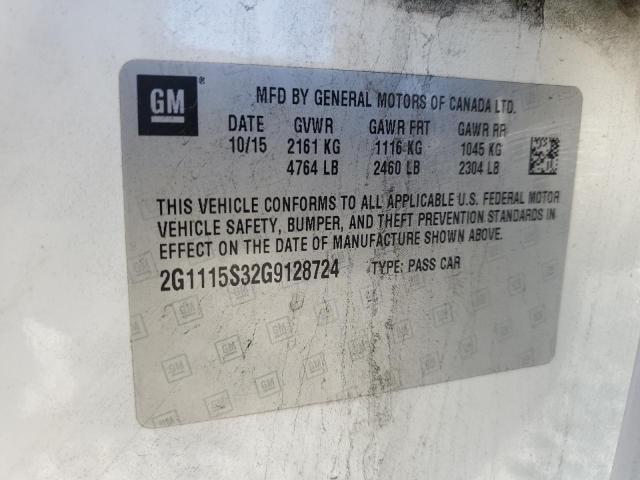 GM ®
MFD BY GENERAL MOTORS OF CANADA LTD.
DATE GVWR GAWR FRT GAWR RR
10/15 2161 KG 1116 KG 1045 KG
4764 LB 2460 LB 2304 LB
THIS VEHICLE CONFORMS TO ALL APPLICABLE U.S. FEDERAL MOTOR
VEHICLE SAFETY, BUMPER, AND THEFT PREVENTION STANDARDS IN
EFFECT ON THE DATE OF MANUFACTURE SHOWN ABOVE.
2G1115S32G9128724 TYPE: PASS CAR